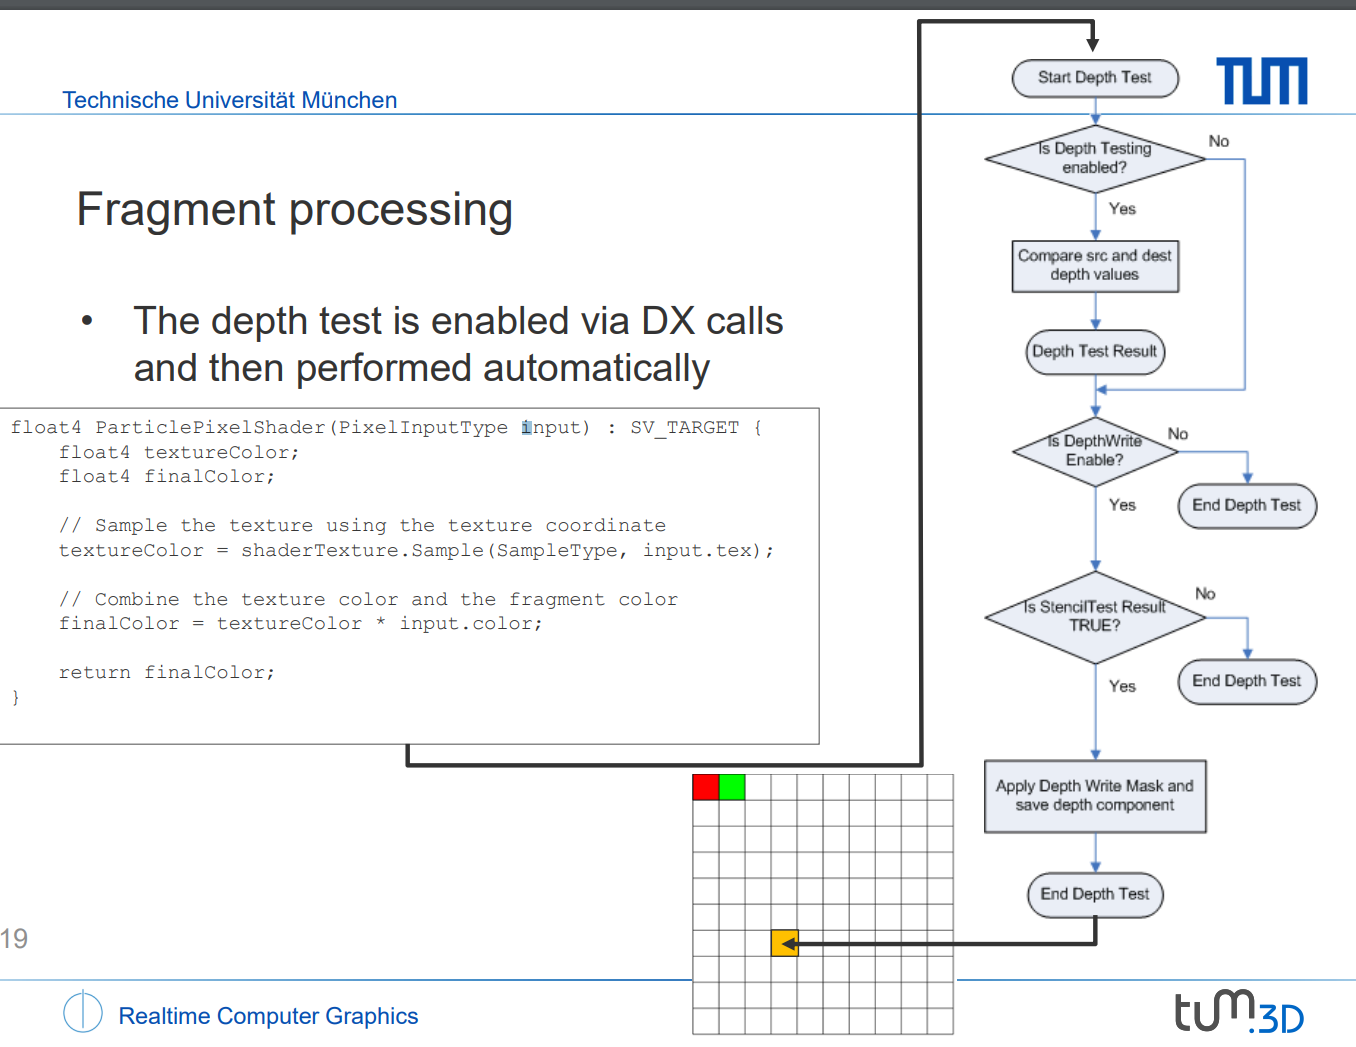 Technische Universität München
TUM
Fragment processing
• The depth test is enabled via DX calls
and then performed automatically
float4 ParticlePixelShader(PixelInputType input) : SV_TARGET {
float4 textureColor;
float4 finalColor;
// Sample the texture using the texture coordinate
textureColor = shaderTexture.Sample(SampleType, input.tex);
// Combine the texture color and the fragment color
finalColor = textureColor * input.color;
return finalColor;
}
Start Depth Test
Is Depth Testing
enabled?
No
Yes
Compare src and dest
depth values
Depth Test Result
Is DepthWrite
Enable?
No
End Depth Test
Yes
Is StencilTest Result
TRUE?
No
End Depth Test
Yes
Apply Depth Write Mask and
save depth component
End Depth Test
19
Realtime Computer Graphics
tum.3D